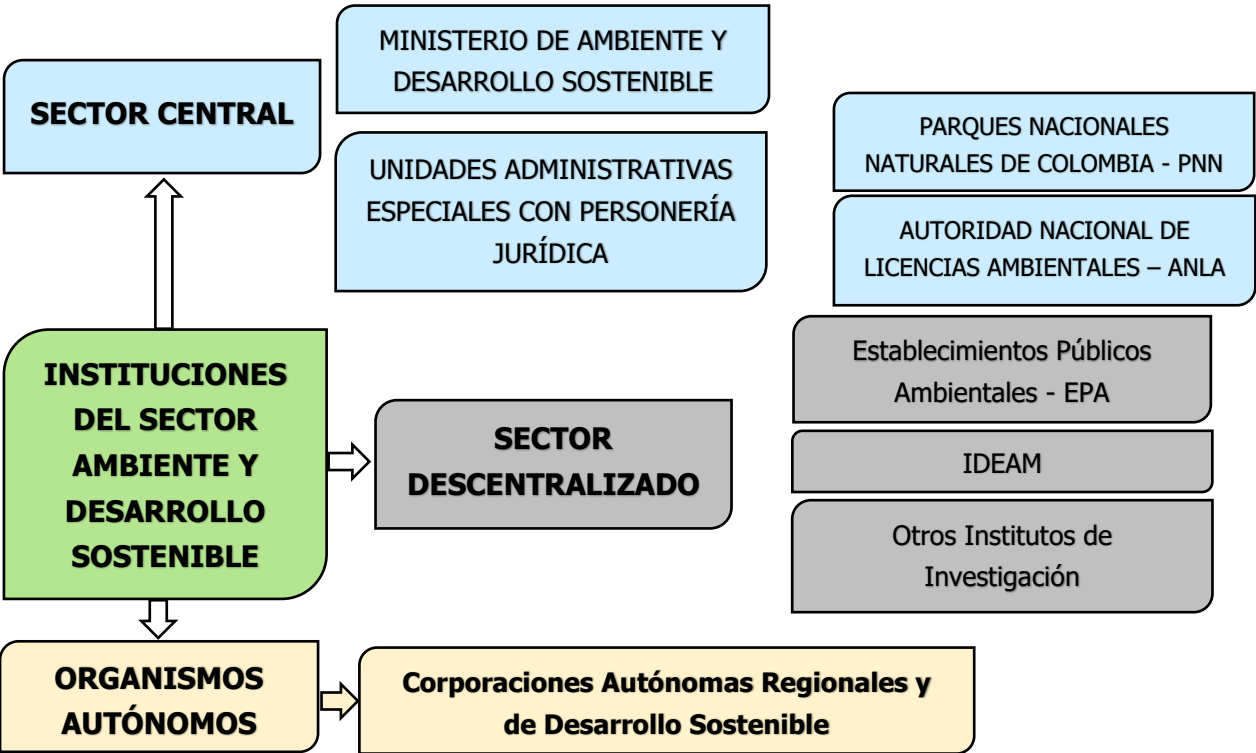 SECTOR CENTRAL
MINISTERIO DE AMBIENTE Y
DESARROLLO SOSTENIBLE
UNIDADES ADMINISTRATIVAS
ESPECIALES CON PERSONERÍA
JURÍDICA
PARQUES NACIONALES
NATURALES DE COLOMBIA - PNN
AUTORIDAD NACIONAL DE
LICENCIAS AMBIENTALES – ANLA
INSTITUCIONES
DEL SECTOR
AMBIENTE Y
DESARROLLO
SOSTENIBLE
SECTOR
DESCENTRALIZADO
Establecimientos Públicos
Ambientales - EPA
IDEAM
Otros Institutos de
Investigación
ORGANISMOS
AUTÓNOMOS
Corporaciones Autónomas Regionales y
de Desarrollo Sostenible